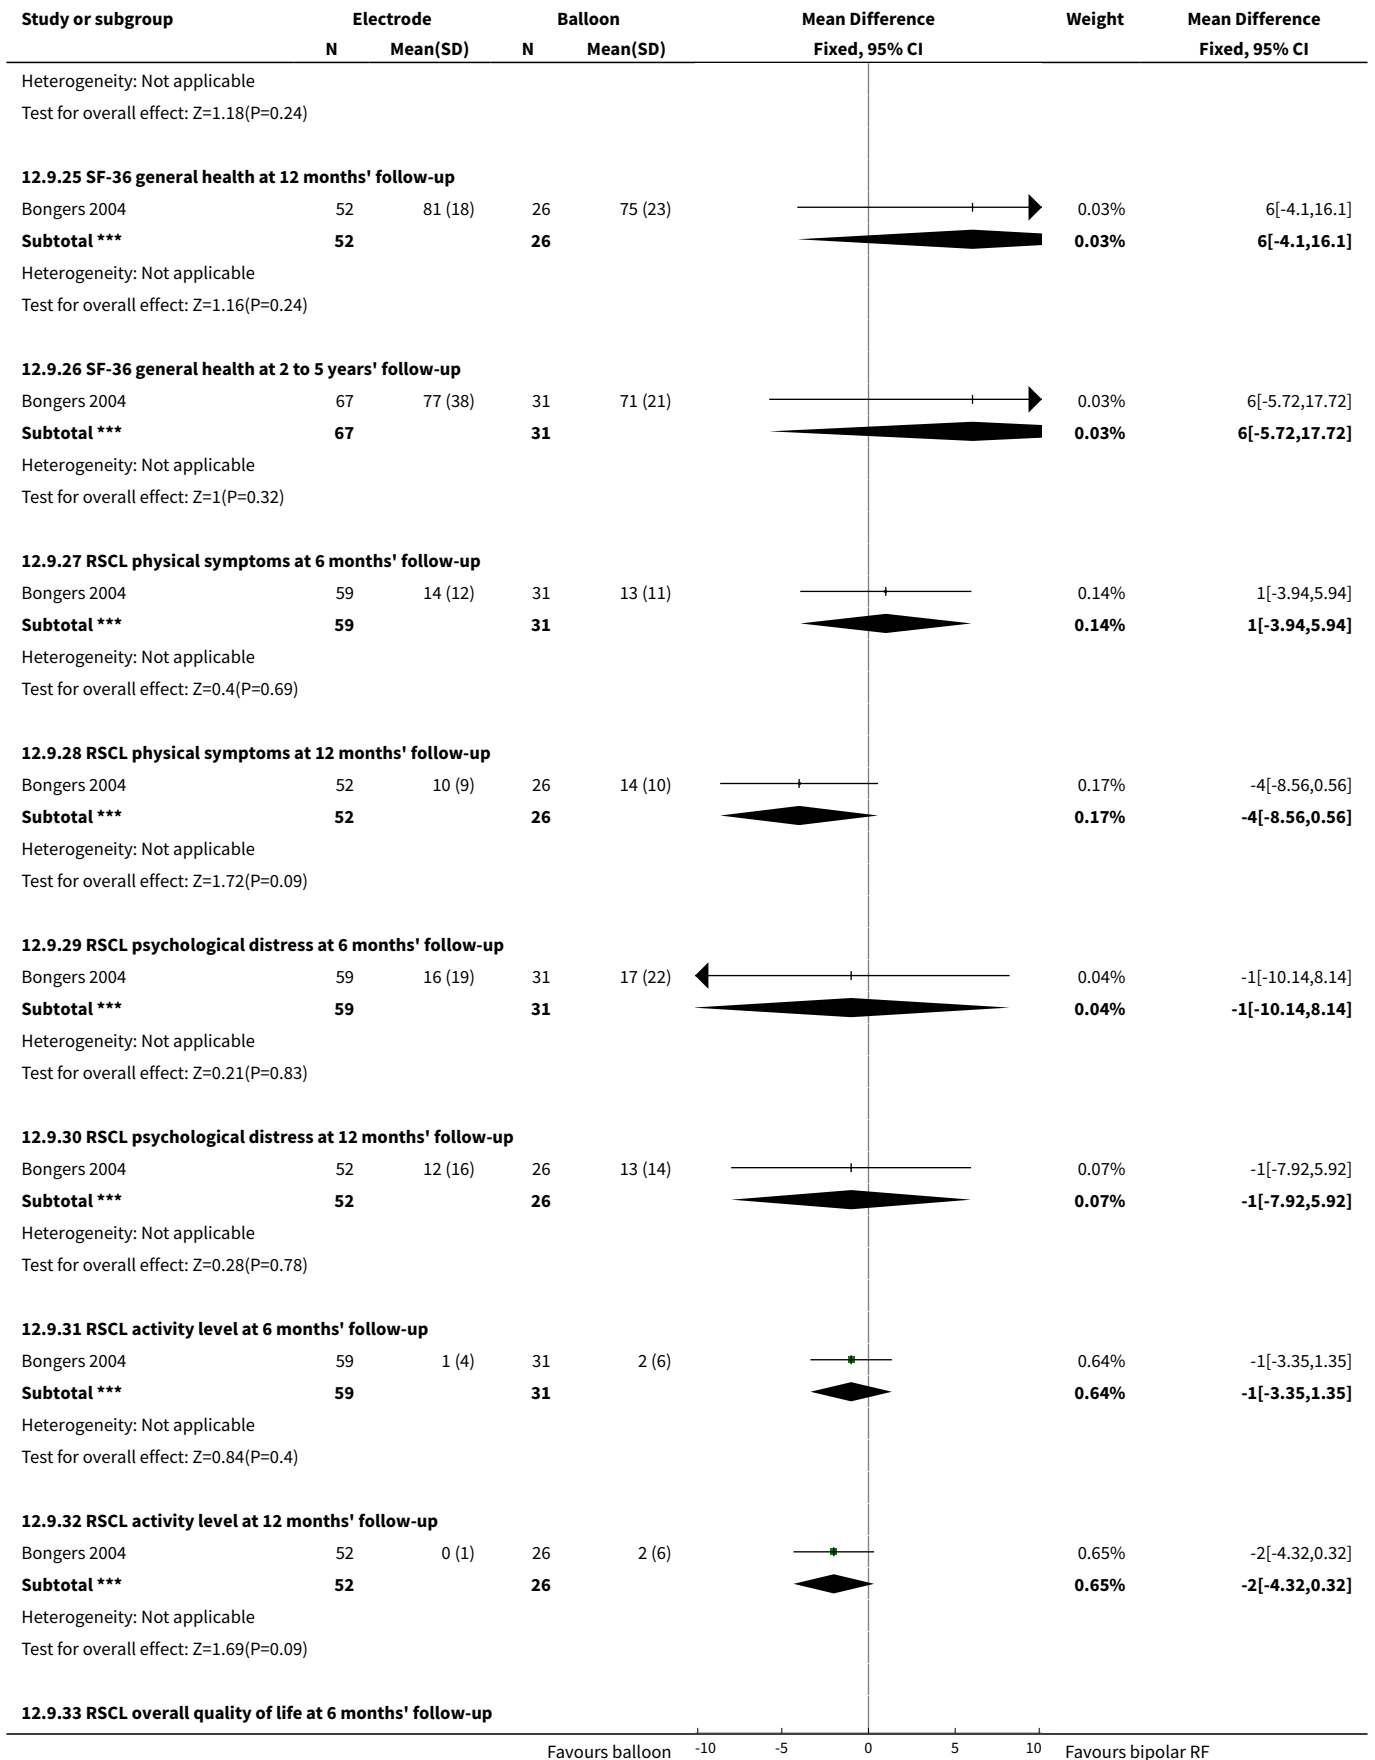 Study or subgroup Electrode Balloon Mean Difference Weight Mean Difference
N Mean(SD) N Mean(SD) Fixed, 95% CI Fixed, 95% CI
Heterogeneity: Not applicable
Test for overall effect: Z=1.18(P=0.24)
12.9.25 SF-36 general health at 12 months' follow-up
Bongers 2004 52 81 (18) 26 75 (23) 0.03% 6[-4.1,16.1]
Subtotal *** 52 26 0.03% 6[-4.1,16.1]
Heterogeneity: Not applicable
Test for overall effect: Z=1.16(P=0.24)
12.9.26 SF-36 general health at 2 to 5 years' follow-up
Bongers 2004 67 77 (38) 31 71 (21) 0.03% 6[-5.72,17.72]
Subtotal *** 67 31 0.03% 6[-5.72,17.72]
Heterogeneity: Not applicable
Test for overall effect: Z=1(P=0.32)
12.9.27 RSCL physical symptoms at 6 months' follow-up
Bongers 2004 59 14 (12) 31 13 (11) 0.14% 1[-3.94,5.94]
Subtotal *** 59 31 0.14% 1[-3.94,5.94]
Heterogeneity: Not applicable
Test for overall effect: Z=0.4(P=0.69)
12.9.28 RSCL physical symptoms at 12 months' follow-up
Bongers 2004 52 10 (9) 26 14 (10) 0.17% -4[-8.56,0.56]
Subtotal *** 52 26 0.17% -4[-8.56,0.56]
Heterogeneity: Not applicable
Test for overall effect: Z=1.72(P=0.09)
12.9.29 RSCL psychological distress at 6 months' follow-up
Bongers 2004 59 16 (19) 31 17 (22) 0.04% -1[-10.14,8.14]
Subtotal *** 59 31 0.04% -1[-10.14,8.14]
Heterogeneity: Not applicable
Test for overall effect: Z=0.21(P=0.83)
12.9.30 RSCL psychological distress at 12 months' follow-up
Bongers 2004 52 12 (16) 26 13 (14) 0.07% -1[-7.92,5.92]
Subtotal *** 52 26 0.07% -1[-7.92,5.92]
Heterogeneity: Not applicable
Test for overall effect: Z=0.28(P=0.78)
12.9.31 RSCL activity level at 6 months' follow-up
Bongers 2004 59 1 (4) 31 2 (6) 0.64% -1[-3.35,1.35]
Subtotal *** 59 31 0.64% -1[-3.35,1.35]
Heterogeneity: Not applicable
Test for overall effect: Z=0.84(P=0.4)
12.9.32 RSCL activity level at 12 months' follow-up
Bongers 2004 52 0 (1) 26 2 (6) 0.65% -2[-4.32,0.32]
Subtotal *** 52 26 0.65% -2[-4.32,0.32]
Heterogeneity: Not applicable
Test for overall effect: Z=1.69(P=0.09)
12.9.33 RSCL overall quality of life at 6 months' follow-up
Favours balloon -10 -5 0 5 10 Favours bipolar RF